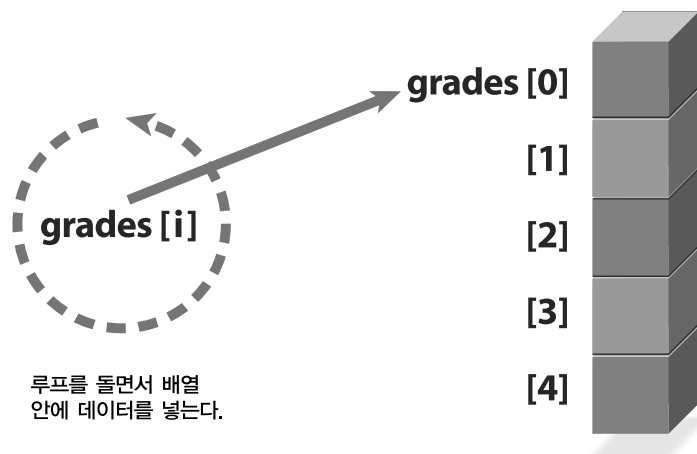 grades [0]
[1]
grades [i]
[2]
[3]
[4]
루프를 돌면서 배열
안에 데이터를 넣는다.